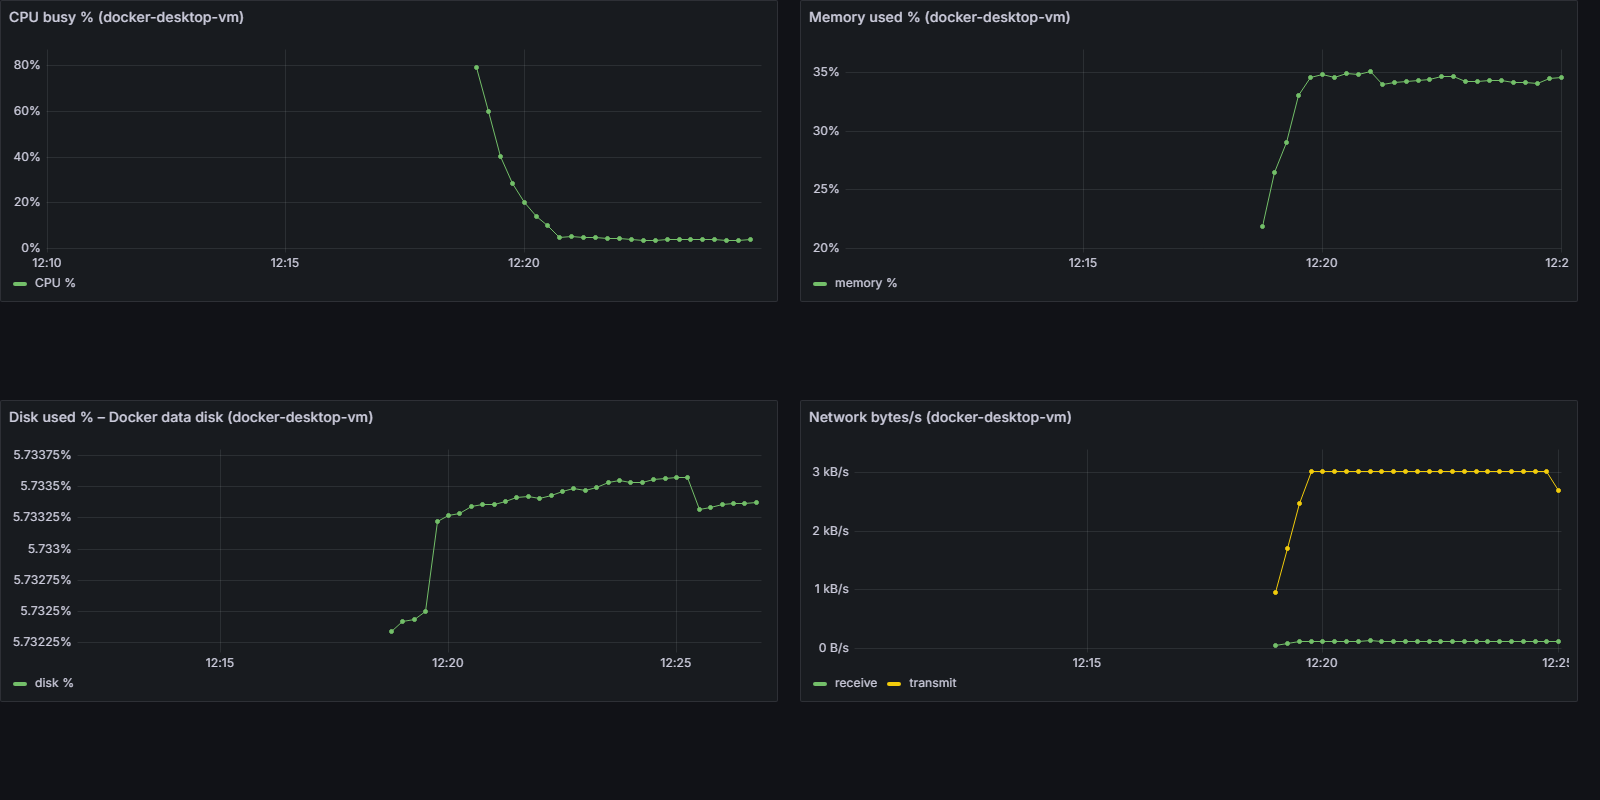 CPU busy % (docker-desktop-vm)
80%
60%
40%
20%
0%
12:10 12:15 12:20
CPU %
Memory used % (docker-desktop-vm)
35%
30%
25%
20%
12:15 12:20 12:2
memory %
Disk used % – Docker data disk (docker-desktop-vm)
5.73375%
5.7335%
5.73325%
5.733%
5.73275%
5.7325%
5.73225%
12:15 12:20 12:25
disk %
Network bytes/s (docker-desktop-vm)
3 kB/s
2 kB/s
1 kB/s
0 B/s
12:15 12:20 12:25
receive transmit